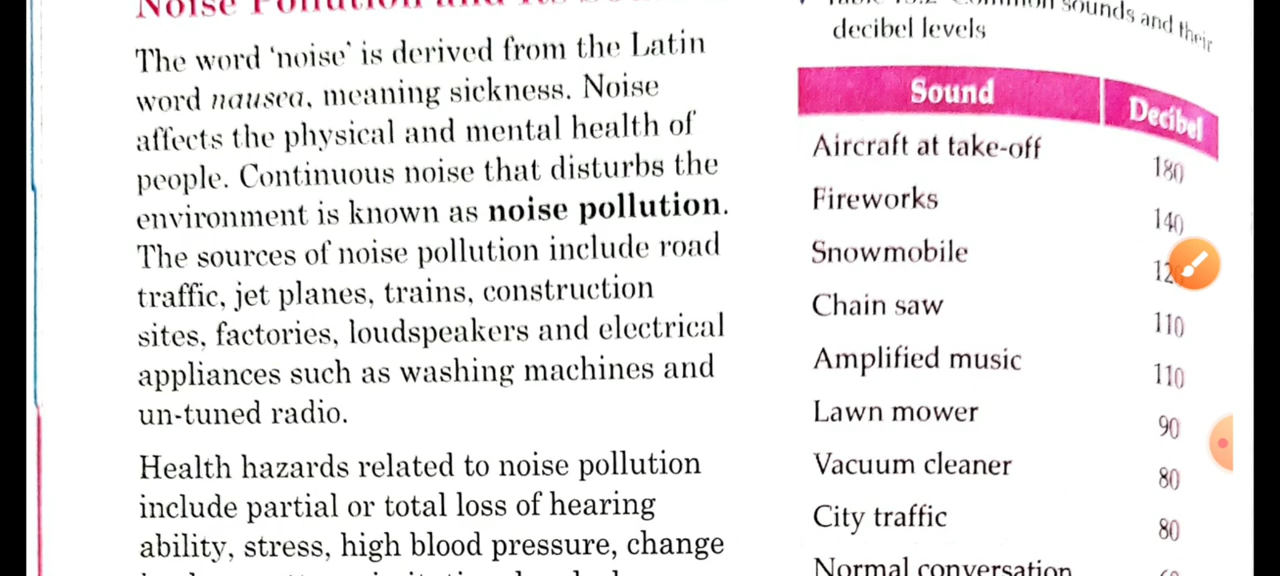 Noise Pollution and Its
The word ‘noise’ is derived from the Latin
word nausea, meaning sickness. Noise
affects the physical and mental health of
people. Continuous noise that disturbs the
environment is known as noise pollution.
The sources of noise pollution include road
traffic, jet planes, trains, construction
sites, factories, loudspeakers and electrical
appliances such as washing machines and
un-tuned radio.
Health hazards related to noise pollution
include partial or total loss of hearing
ability, stress, high blood pressure, change
sounds and their
decibel levels
Sound Decibel
Aircraft at take-off 180
Fireworks 140
Snowmobile
Chain saw 110
Amplified music 110
Lawn mower 90
Vacuum cleaner 80
City traffic 80
Normal conversation